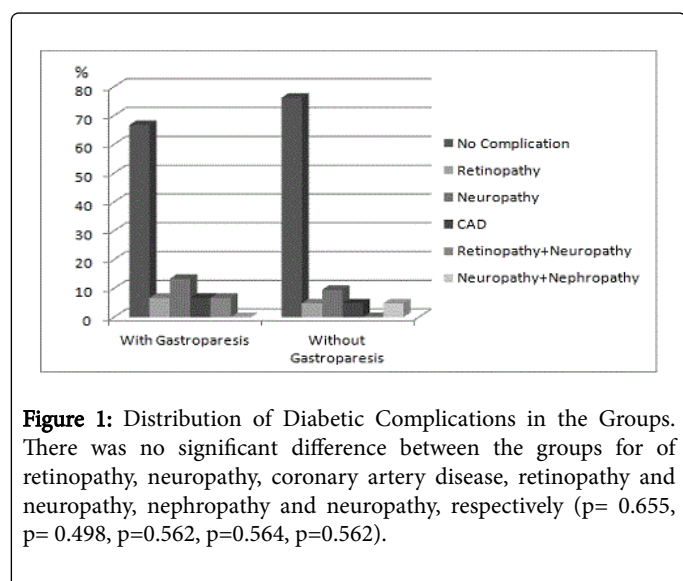 %
80
70
60
50
40
30
20
10
0
With Gastroparesis
Without
Gastroparesis
No Complication
Retinopathy
Neuropathy
CAD
Retinopathy+Neuropathy
Neuropathy+Nephropathy
Figure 1: Distribution of Diabetic Complications in the Groups.
There was no significant difference between the groups for of
retinopathy, neuropathy, coronary artery disease, retinopathy and
neuropathy, nephropathy and neuropathy, respectively (p= 0.655,
p= 0.498, p=0.562, p=0.564, p=0.562).